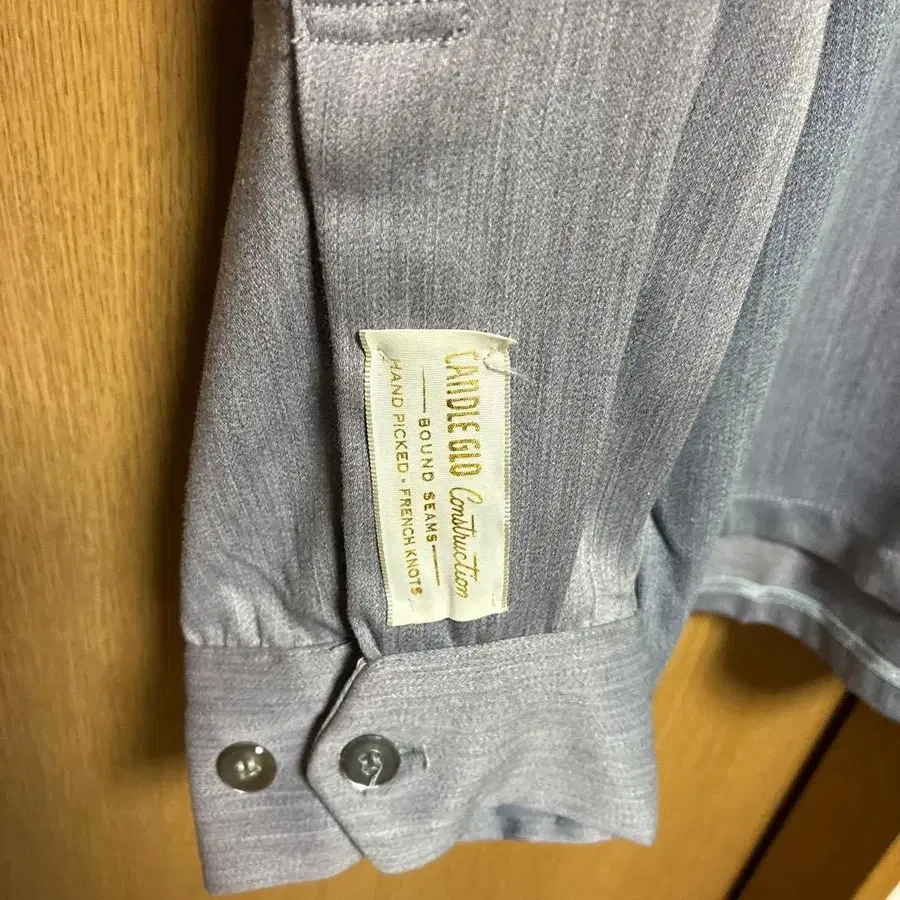 CANDLE GLO Construction
BOUND SEAMS
HAND PICKED · FRENCH KNOTS